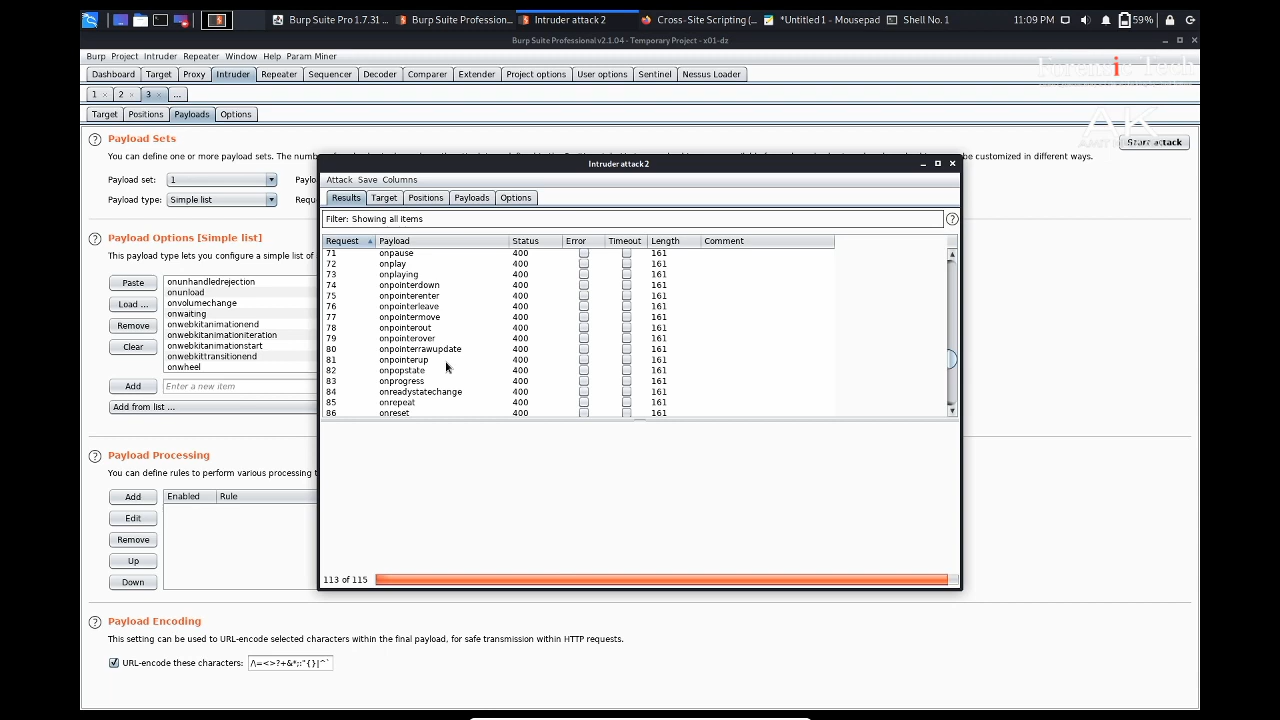 Burp Suite Pro 1.7.31 ... Burp Suite Profession... Intruder attack 2 Cross-Site Scripting (... *Untitled 1 - Mousepad Shell No. 1 11:09 PM 59%
Burp Suite Professional v2.1.04 - Temporary Project - x01-dz
Burp Project Intruder Repeater Window Help Param Miner
Dashboard Target Proxy Intruder Repeater Sequencer Decoder Comparer Extender Project options User options Sentinel Nessus Loader
Forensic Tech
1 × 2 × 3 × ...
Target Positions Payloads Options
AK
Payload Sets
Start attack
You can define one or more payload sets. The numb
be customized in different ways.
Payload set: 1 Paylo
Payload type: Simple list Requ
Payload Options [Simple list]
This payload type lets you configure a simple list of
Paste
Load ...
Remove
Clear
onunhandledrejection
onunload
onvolumechange
onwaiting
onwebkitanimationend
onwebkitanimationiteration
onwebkitanimationstart
onwebkittransitionend
onwheel
Add Enter a new item
Add from list ...
Payload Processing
You can define rules to perform various processing t
Add
Edit
Remove
Up
Down
Enabled Rule
Payload Encoding
This setting can be used to URL-encode selected characters within the final payload, for safe transmission within HTTP requests.
URL-encode these characters: /\=<>?+&*;:"{}|^`
Intruder attack 2
Attack Save Columns
Results Target Positions Payloads Options
Filter: Showing all items
Request Payload Status Error Timeout Length Comment
71 onpause 400 161
72 onplay 400 161
73 onplaying 400 161
74 onpointerdown 400 161
75 onpointerenter 400 161
76 onpointerleave 400 161
77 onpointermove 400 161
78 onpointerout 400 161
79 onpointerover 400 161
80 onpointerrawupdate 400 161
81 onpointerup 400 161
82 onpopstate 400 161
83 onprogress 400 161
84 onreadystatechange 400 161
85 onrepeat 400 161
86 onreset 400 161
113 of 115